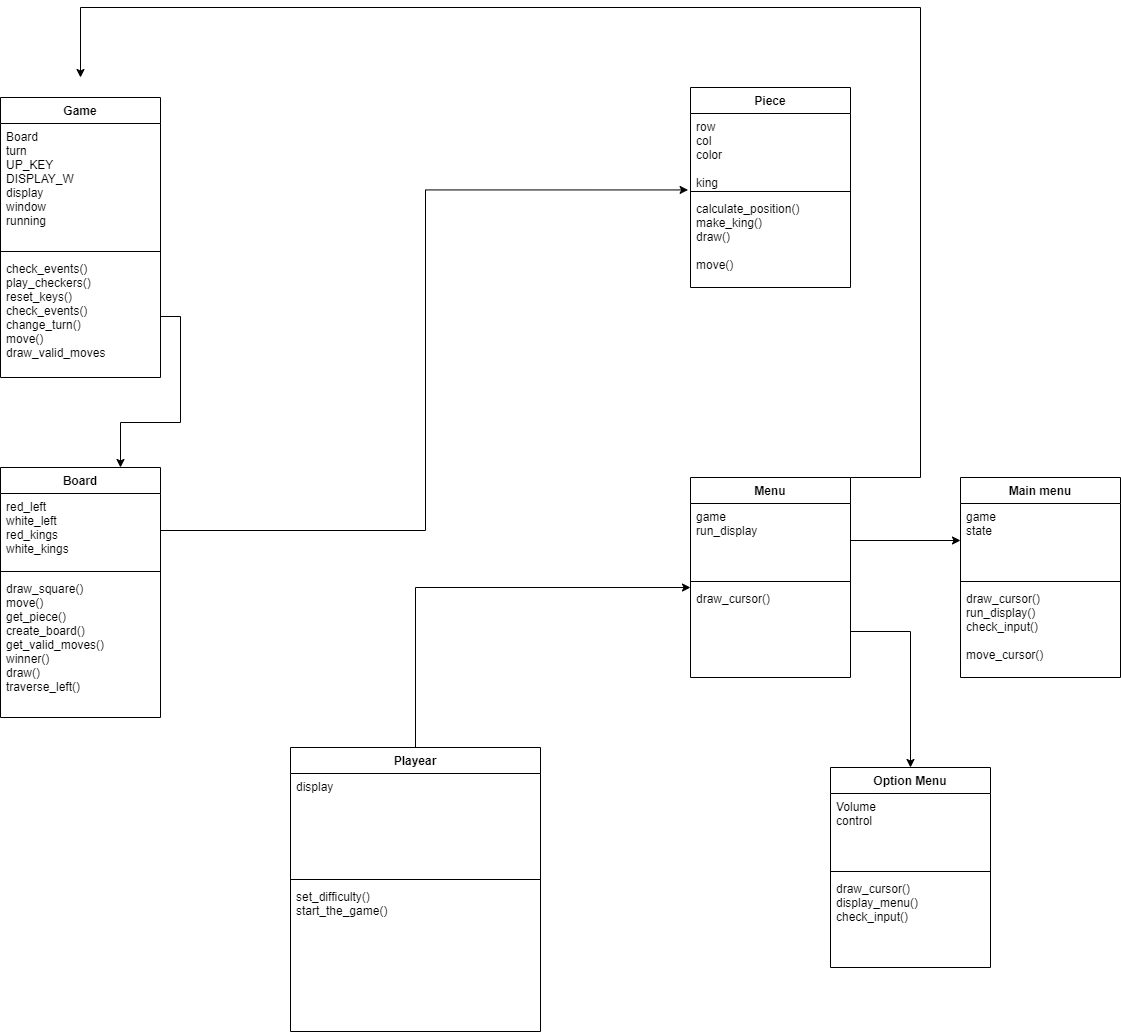 Game
Board
turn
UP_KEY
DISPLAY_W
display
window
running
check_events()
play_checkers()
reset_keys()
check_events()
change_turn()
move()
draw_valid_moves
Piece
row
col
color
king
calculate_position()
make_king()
draw()
move()
Board
red_left
white_left
red_kings
white_kings
draw_square()
move()
get_piece()
create_board()
get_valid_moves()
winner()
draw()
traverse_left()
Menu
game
run_display
draw_cursor()
Main menu
game
state
draw_cursor()
run_display()
check_input()
move_cursor()
Playear
display
set_difficulty()
start_the_game()
Option Menu
Volume
control
draw_cursor()
display_menu()
check_input()